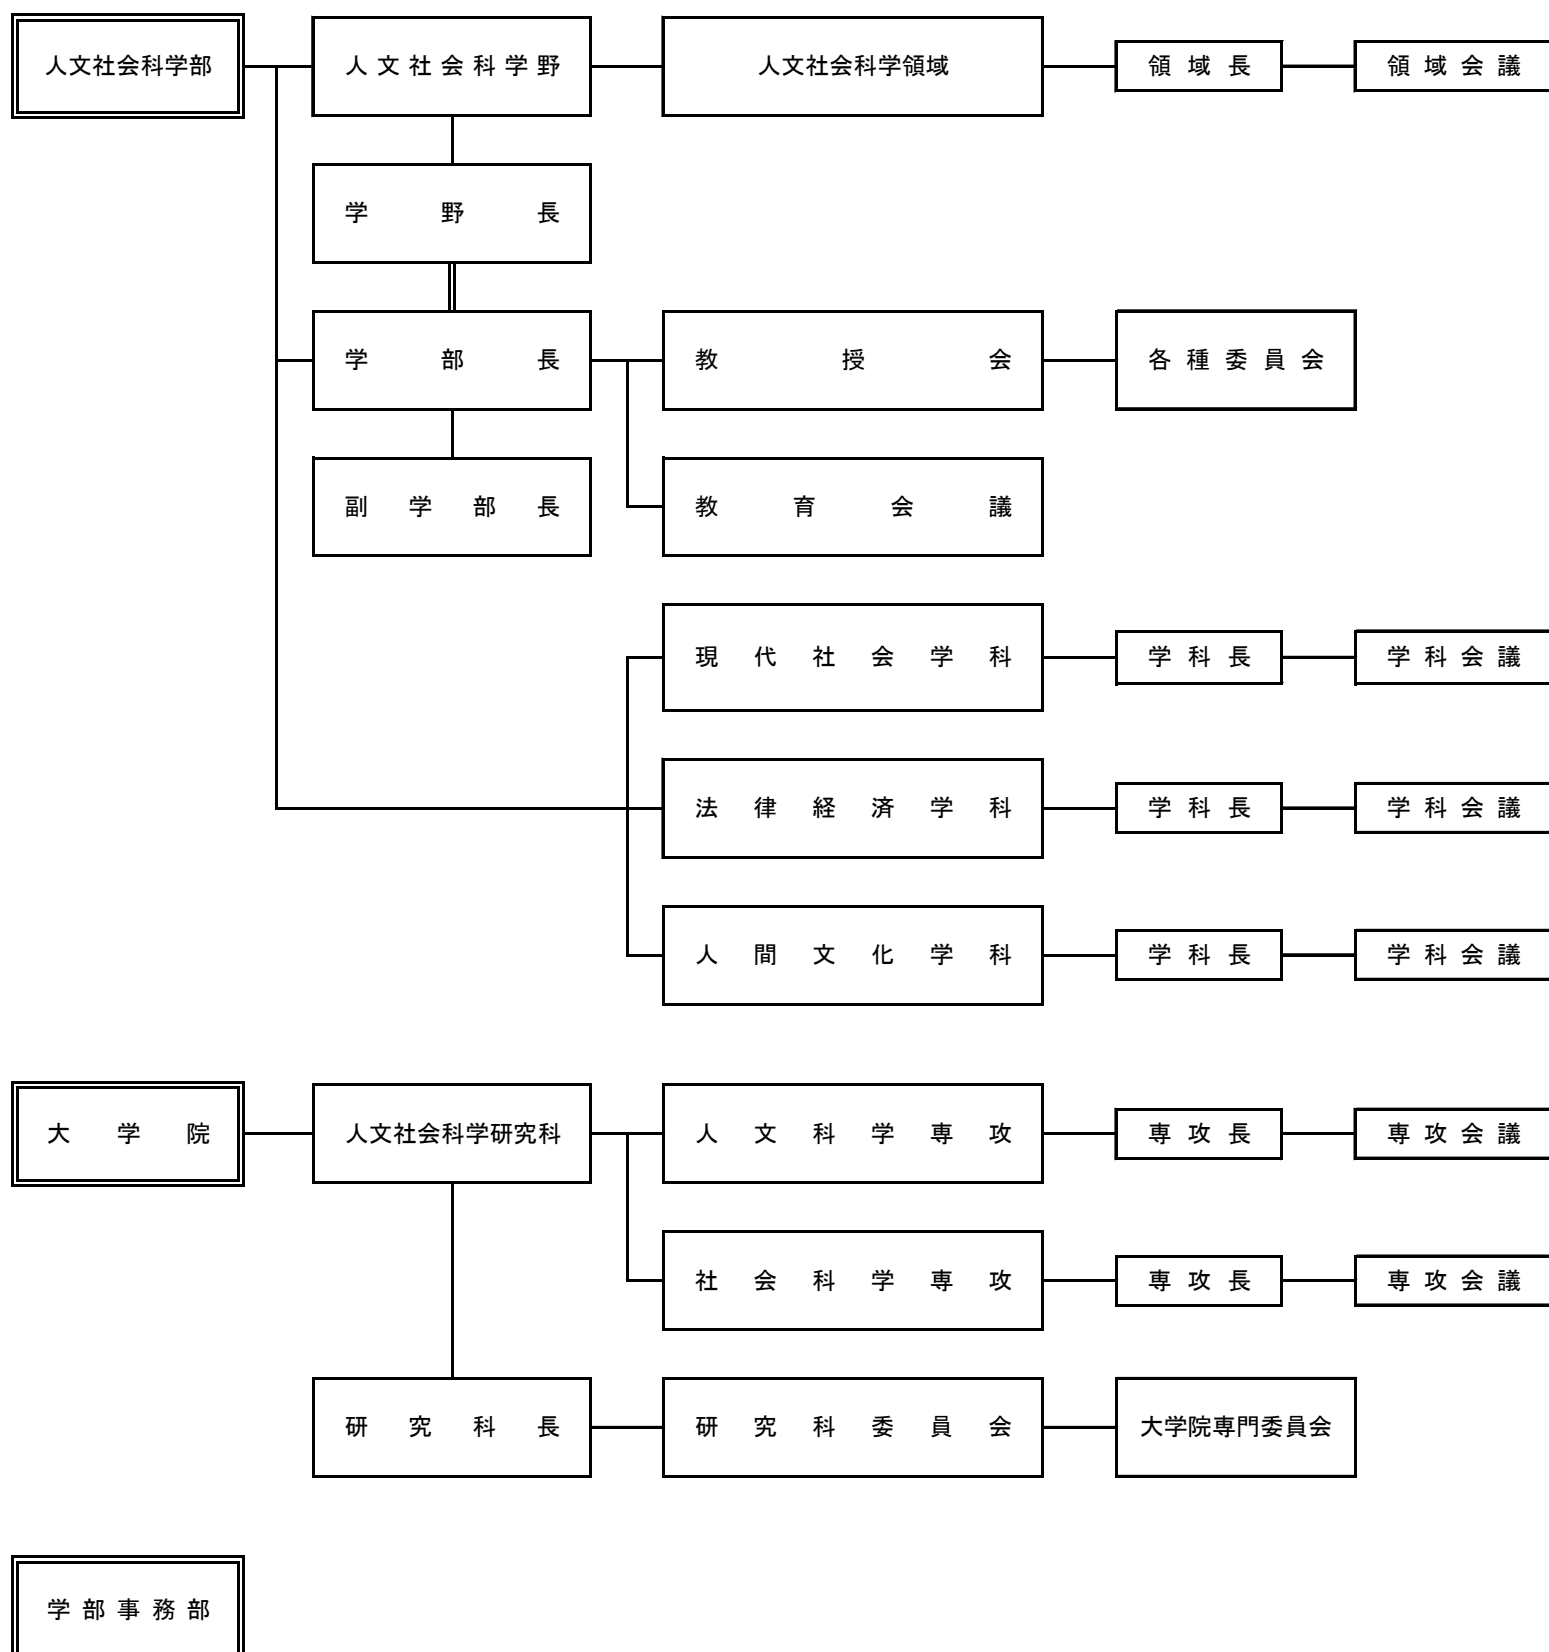 人文社会科学部 人文社会科学野 人文社会科学領域 領域長 領域会議
学野長
学部長 教授会 各種委員会
副学部長 教育会議
現代社会学科 学科長 学科会議
法律経済学科 学科長 学科会議
人間文化学科 学科長 学科会議
大学院 人文社会科学研究科 人文科学専攻 専攻長 専攻会議
社会科学専攻 専攻長 専攻会議
研究科長 研究科委員会 大学院専門委員会
学部事務部